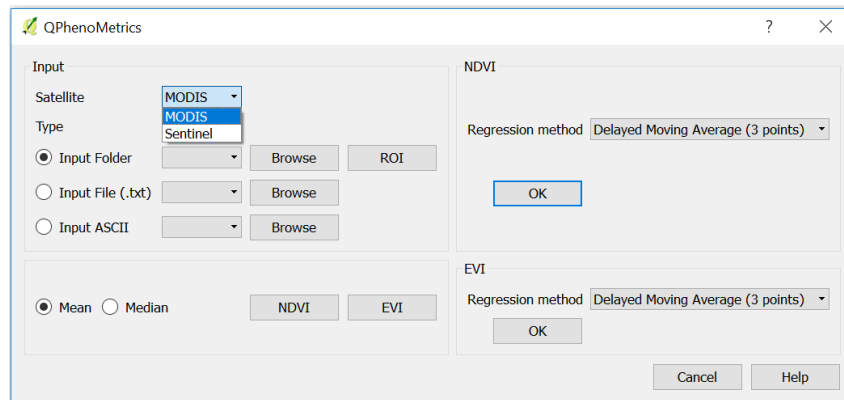 QPhenoMetrics ?
Input
Satellite MODIS
MODIS
Sentinel
Type
Input Folder Browse ROI
Input File (.txt) Browse
Input ASCII Browse
Mean Median NDVI EVI
NDVI
Regression method Delayed Moving Average (3 points)
OK
EVI
Regression method Delayed Moving Average (3 points)
OK
Cancel Help